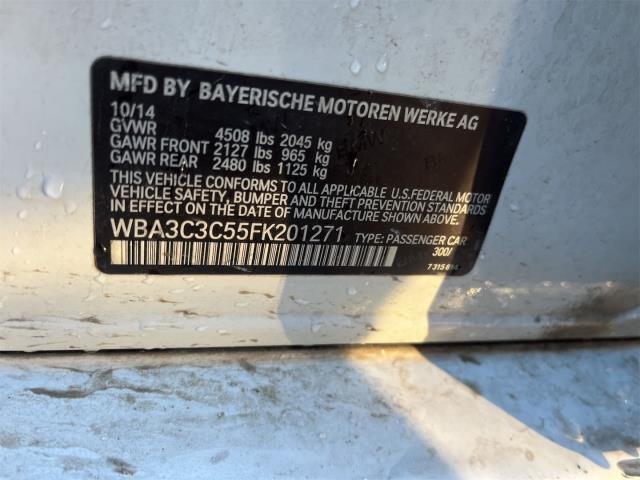 MFD BY BAYERISCHE MOTOREN WERKE AG
10/14
GVWR 4508 lbs 2045 kg
GAWR FRONT 2127 lbs 965 kg
GAWR REAR 2480 lbs 1125 kg
THIS VEHICLE CONFORMS TO ALL APPLICABLE U.S.FEDERAL MOTOR
VEHICLE SAFETY, BUMPER AND THEFT PREVENTION STANDARDS
IN EFFECT ON THE DATE OF MANUFACTURE SHOWN ABOVE.
WBA3C3C55FK201271 TYPE: PASSENGER CAR
300/